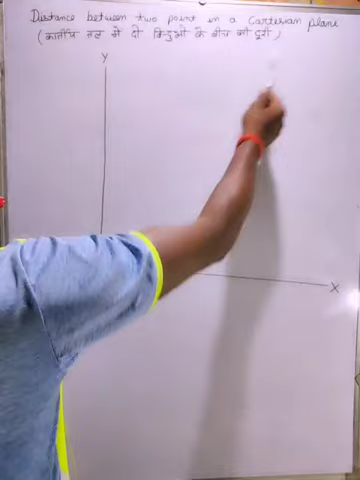 Distance between two point in a Cartesian plane
(कार्तीय तल में दो बिन्दुओं के बीच की दूरी)
Y
X